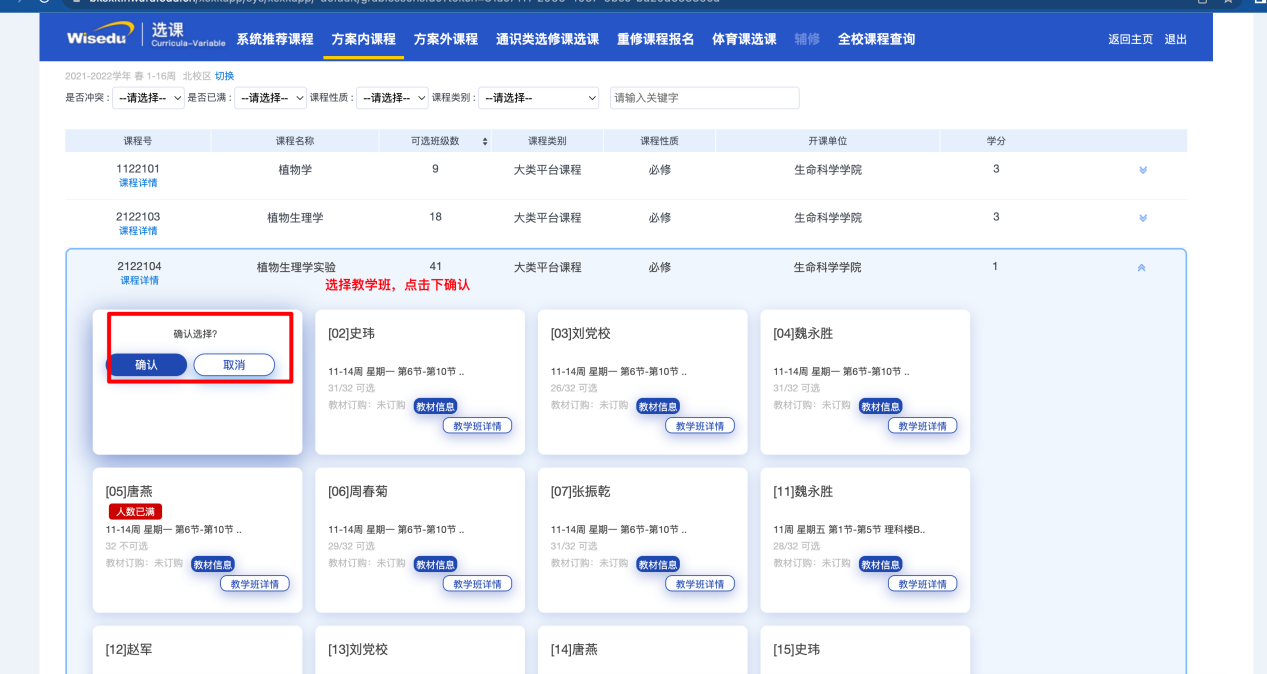 Wisedu 选课 Curricula-Variable 系统推荐课程 方案内课程 方案外课程 通识类选修课选课 重修课程报名 体育课选课 辅修 全校课程查询 返回主页 退出
2021-2022学年 春 1-16周 北校区 切换
是否冲突: --请选择-- 是否已满: --请选择-- 课程性质: --请选择-- 课程类别: --请选择-- 请输入关键字
课程号 课程名称 可选班级数 课程类别 课程性质 开课单位 学分
1122101 植物学 9 大类平台课程 必修 生命科学学院 3
课程详情
2122103 植物生理学 18 大类平台课程 必修 生命科学学院 3
课程详情
2122104 植物生理学实验 41 大类平台课程 必修 生命科学学院 1
课程详情
选择教学班，点击下确认
确认选择?
确认 取消
[02]史玮
11-14周 星期一 第6节-第10节 ..
31/32 可选
教材订购: 未订购 教材信息
教学班详情
[03]刘党校
11-14周 星期一 第6节-第10节 ..
26/32 可选
教材订购: 未订购 教材信息
教学班详情
[04]魏永胜
11-14周 星期一 第6节-第10节 ..
31/32 可选
教材订购: 未订购 教材信息
教学班详情
[05]唐燕
人数已满
11-14周 星期一 第6节-第10节 ..
32 不可选
教材订购: 未订购 教材信息
教学班详情
[06]周春菊
11-14周 星期一 第6节-第10节 ..
29/32 可选
教材订购: 未订购 教材信息
教学班详情
[07]张振乾
11-14周 星期一 第6节-第10节 ..
31/32 可选
教材订购: 未订购 教材信息
教学班详情
[11]魏永胜
11周 星期五 第1节-第5节 理科楼B..
28/32 可选
教材订购: 未订购 教材信息
教学班详情
[12]赵军
[13]刘党校
[14]唐燕
[15]史玮